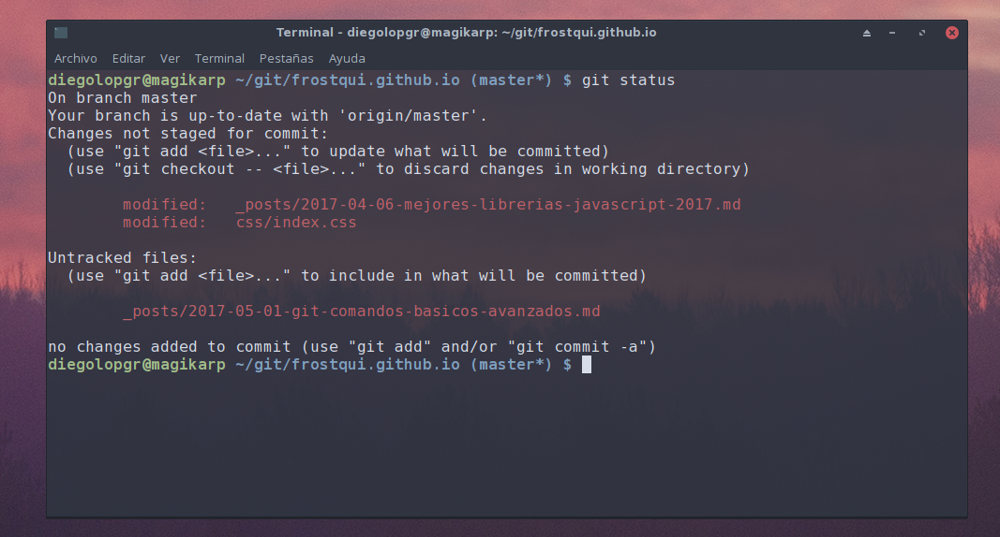 Terminal - diegolopgr@magikarp: ~/git/frostqui.github.io
Archivo Editar Ver Terminal Pestañas Ayuda
diegolopgr@magikarp ~/git/frostqui.github.io (master*) $ git status
On branch master
Your branch is up-to-date with 'origin/master'.
Changes not staged for commit:
  (use "git add <file>..." to update what will be committed)
  (use "git checkout -- <file>..." to discard changes in working directory)
        modified:   _posts/2017-04-06-mejores-librerias-javascript-2017.md
        modified:   css/index.css
Untracked files:
  (use "git add <file>..." to include in what will be committed)
        _posts/2017-05-01-git-comandos-basicos-avanzados.md
no changes added to commit (use "git add" and/or "git commit -a")
diegolopgr@magikarp ~/git/frostqui.github.io (master*) $